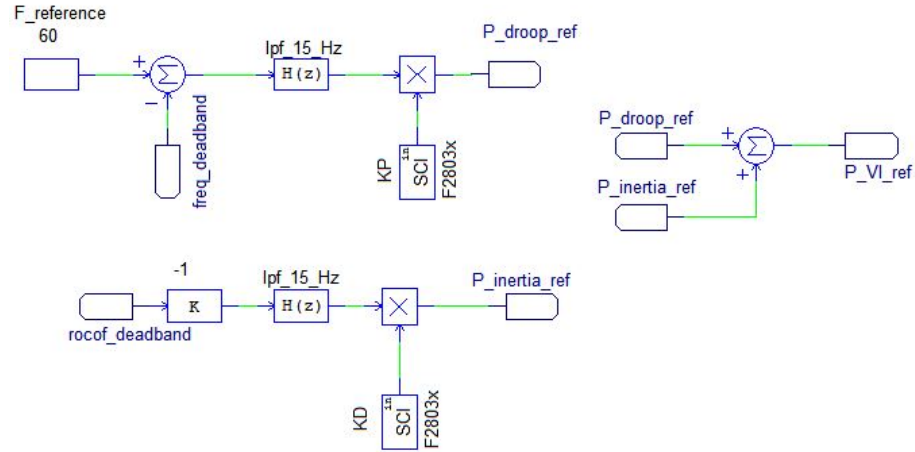 F_reference
60
+
Σ
−
freq_deadband
lpf_15_Hz
H(z)
×
KP
in
SCI
F2803x
P_droop_ref
P_droop_ref
+
Σ
+
P_inertia_ref
P_VI_ref
-1
K
rocof_deadband
lpf_15_Hz
H(z)
×
KD
in
SCI
F2803x
P_inertia_ref